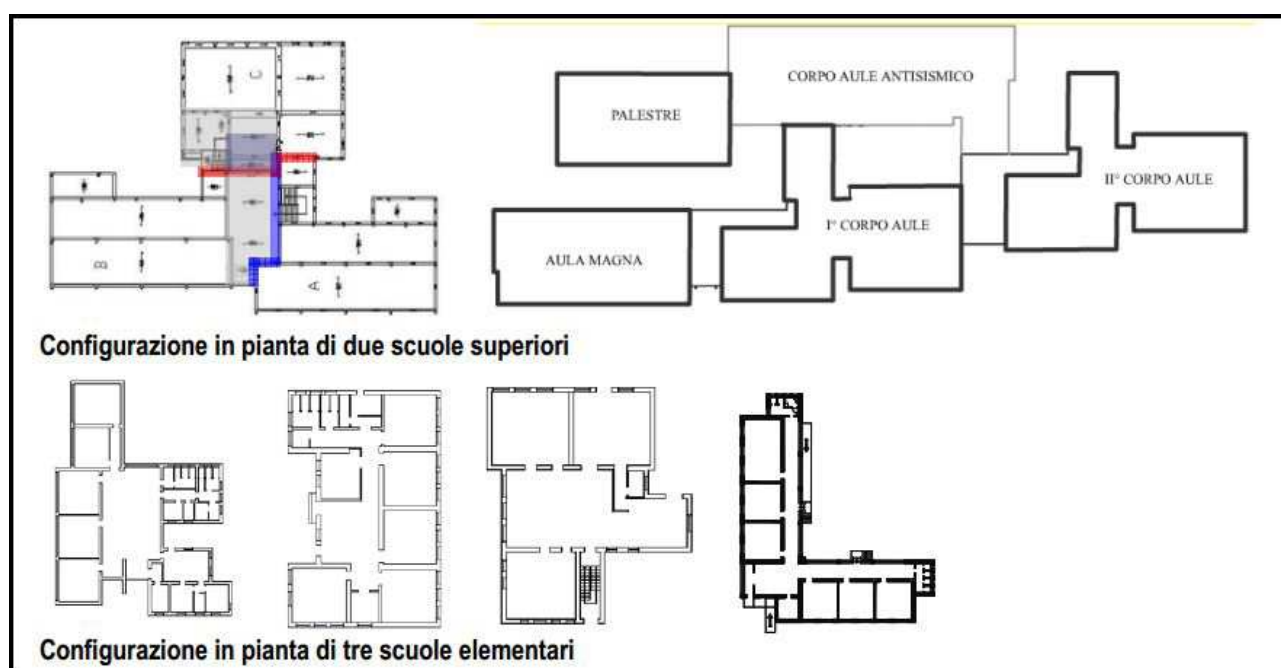 C
B
A
CORPO AULE ANTISISMICO
PALESTRE
II° CORPO AULE
I° CORPO AULE
AULA MAGNA
Configurazione in pianta di due scuole superiori
Configurazione in pianta di tre scuole elementari